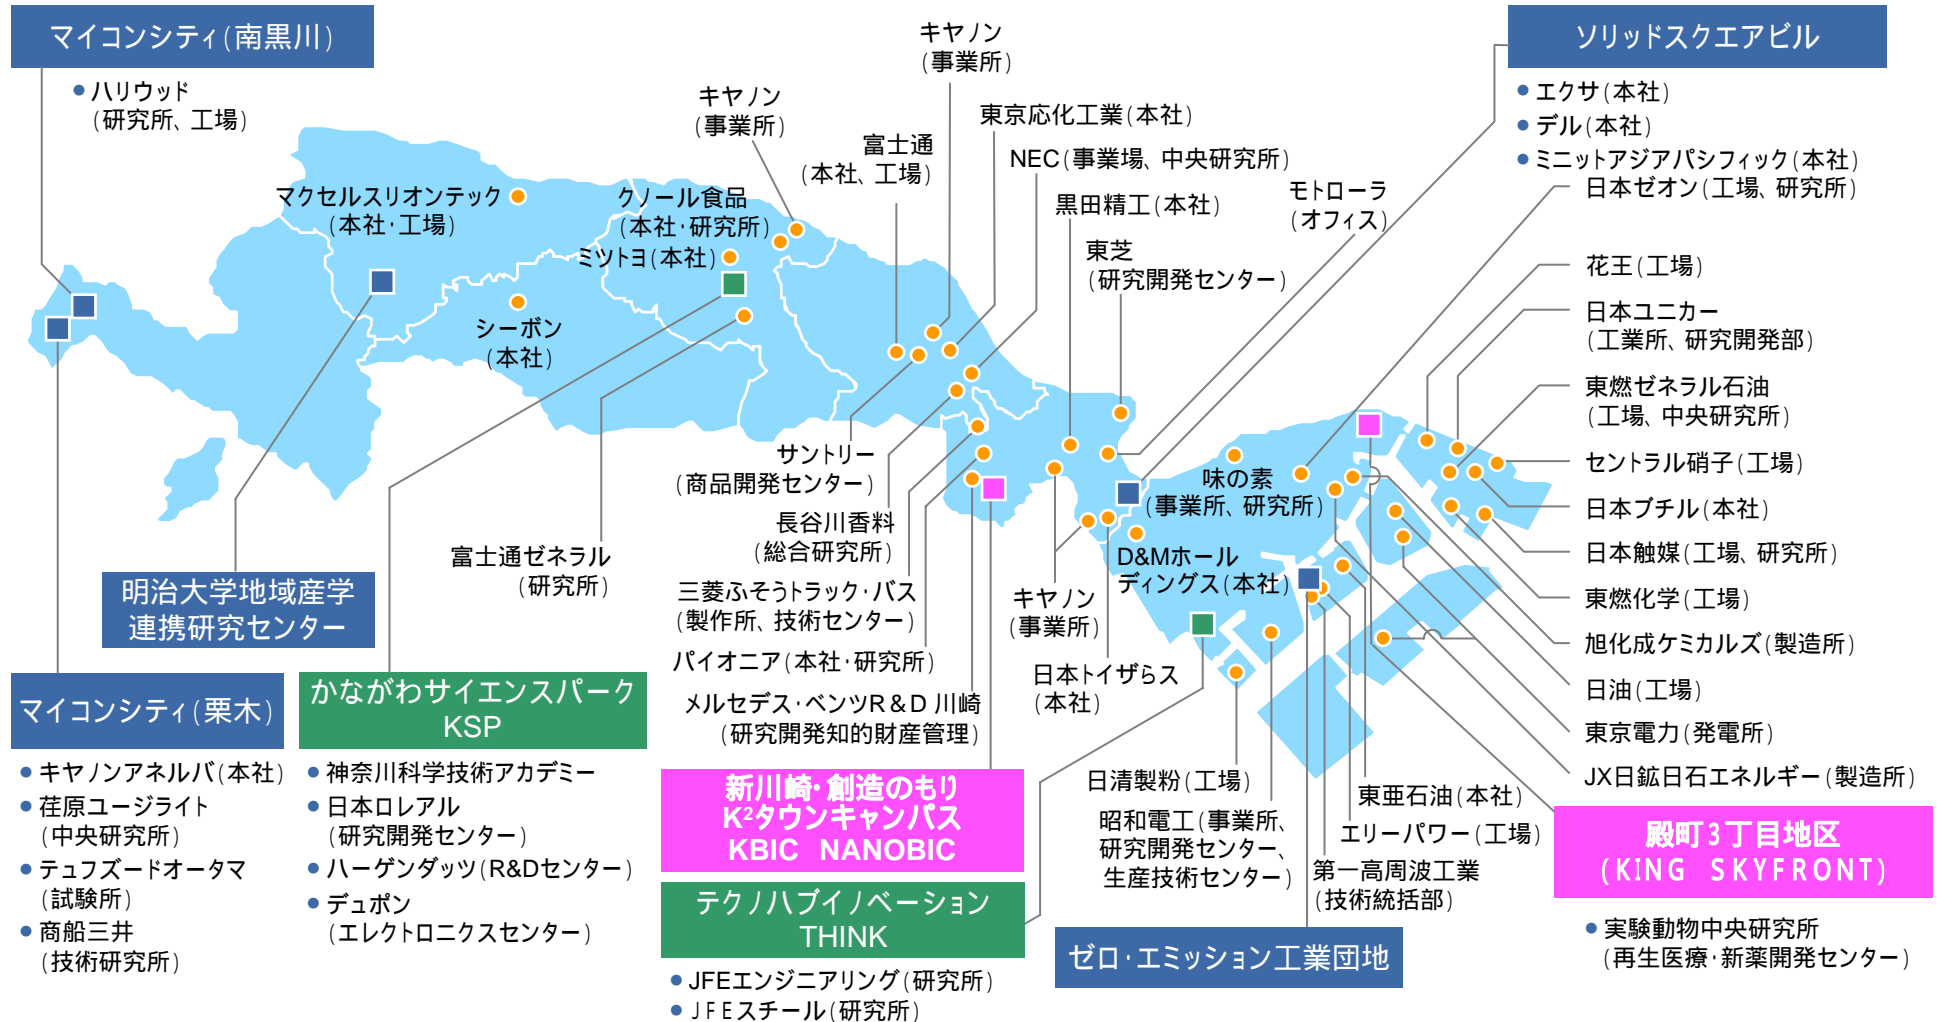 マイコンシティ(南黒川)
ハリウッド
(研究所、工場)
キヤノン
(事業所)
キヤノン
(事業所)
富士通
(本社、工場)
東京応化工業(本社)
NEC(事業場、中央研究所)
黒田精工(本社)
東芝
(研究開発センター)
モトローラ
(オフィス)
ソリッドスクエアビル
エクサ(本社)
デル(本社)
ミニットアジアパシフィック(本社)
日本ゼオン(工場、研究所)
花王(工場)
日本ユニカー
(工業所、研究開発部)
東燃ゼネラル石油
(工場、中央研究所)
セントラル硝子(工場)
日本ブチル(本社)
日本触媒(工場、研究所)
東燃化学(工場)
旭化成ケミカルズ(製造所)
日油(工場)
東京電力(発電所)
JX日鉱日石エネルギー(製造所)
マクセルスリオンテック
(本社・工場)
クノール食品
(本社・研究所)
ミツトヨ(本社)
シーボン
(本社)
味の素
(事業所、研究所)
D&Mホール
ディングス(本社)
サントリー
(商品開発センター)
長谷川香料
(総合研究所)
三菱ふそうトラック・バス
(製作所、技術センター)
パイオニア(本社・研究所)
メルセデス・ベンツR&D 川崎
(研究開発知的財産管理)
富士通ゼネラル
(研究所)
キヤノン
(事業所)
日本トイザらス
(本社)
日清製粉(工場)
昭和電工(事業所、
研究開発センター、
生産技術センター)
東亜石油(本社)
エリーパワー(工場)
第一高周波工業
(技術統括部)
明治大学地域産学
連携研究センター
マイコンシティ(栗木)
キヤノンアネルバ(本社)
荏原ユージライト
(中央研究所)
テュフズードオータマ
(試験所)
商船三井
(技術研究所)
かながわサイエンスパーク
KSP
神奈川科学技術アカデミー
日本ロレアル
(研究開発センター)
ハーゲンダッツ(R&Dセンター)
デュポン
(エレクトロニクスセンター)
新川崎・創造のもり
K²タウンキャンパス
KBIC NANOBIC
テクノハブイノベーション
THINK
JFEエンジニアリング(研究所)
JFEスチール(研究所)
ゼロ・エミッション工業団地
殿町3丁目地区
(KING SKYFRONT)
実験動物中央研究所
(再生医療・新薬開発センター)